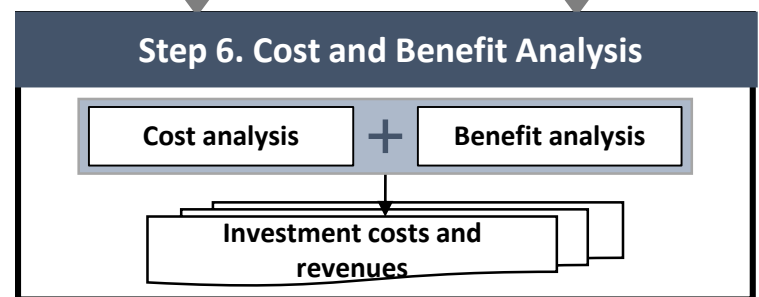 Step 6. Cost and Benefit Analysis
Cost analysis + Benefit analysis
Investment costs and
revenues